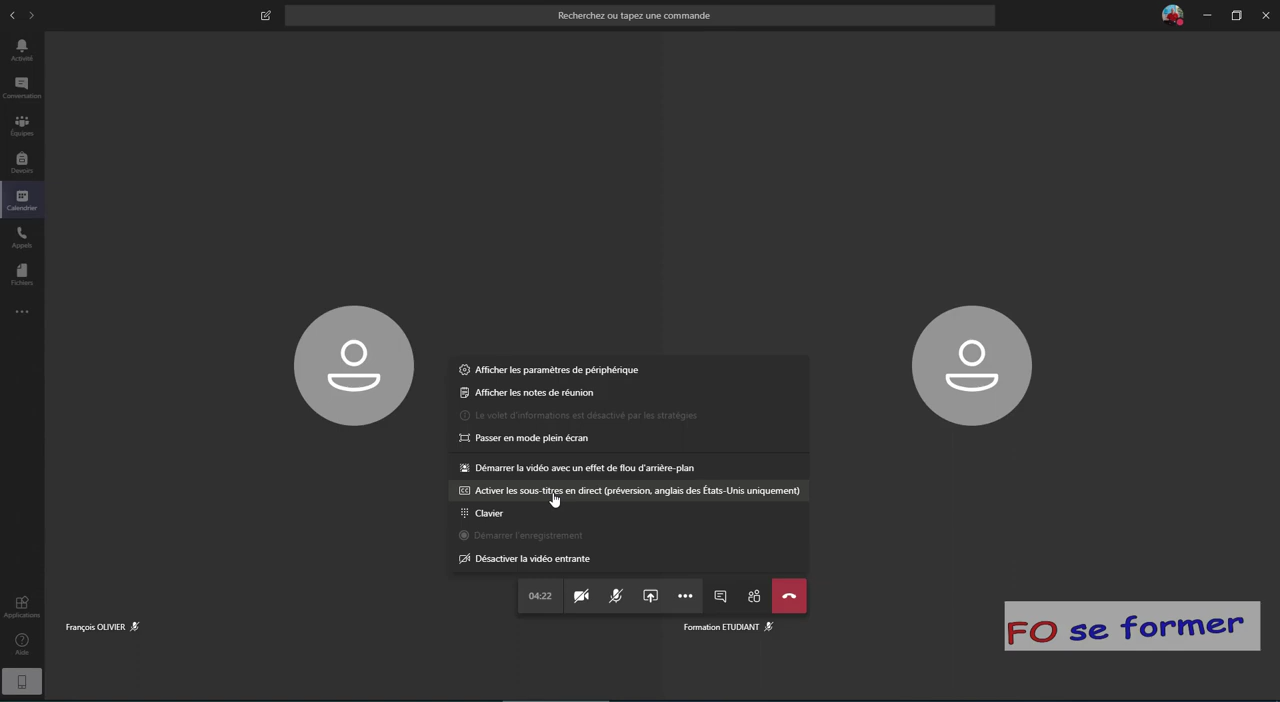 Recherchez ou tapez une commande
Activité
Conversation
Équipes
Devoirs
Calendrier
Appels
Fichiers
Afficher les paramètres de périphérique
Afficher les notes de réunion
Le volet d'informations est désactivé par les stratégies
Passer en mode plein écran
Démarrer la vidéo avec un effet de flou d'arrière-plan
CC Activer les sous-titres en direct (préversion, anglais des États-Unis uniquement)
Clavier
Démarrer l'enregistrement
Désactiver la vidéo entrante
04:22
François OLIVIER
Formation ETUDIANT
FO se former
Applications
Aide